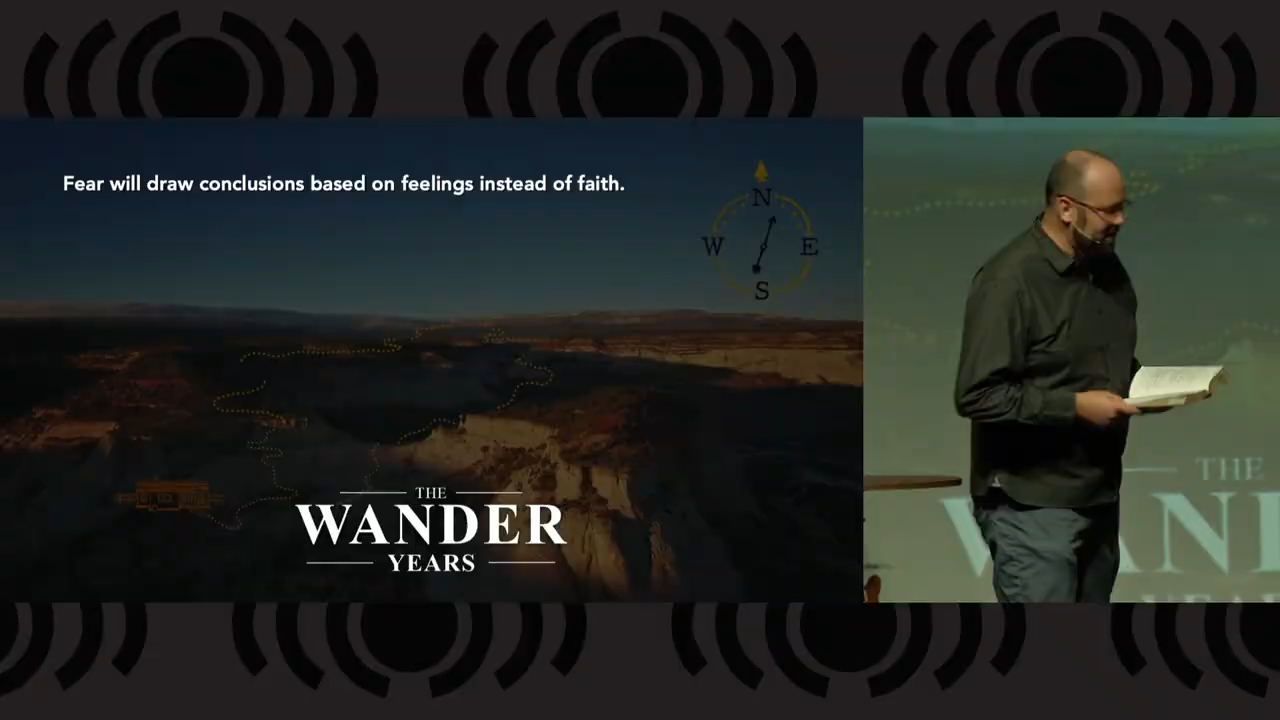 Fear will draw conclusions based on feelings instead of faith.
N
W E
S
THE
WANDER
YEARS
THE